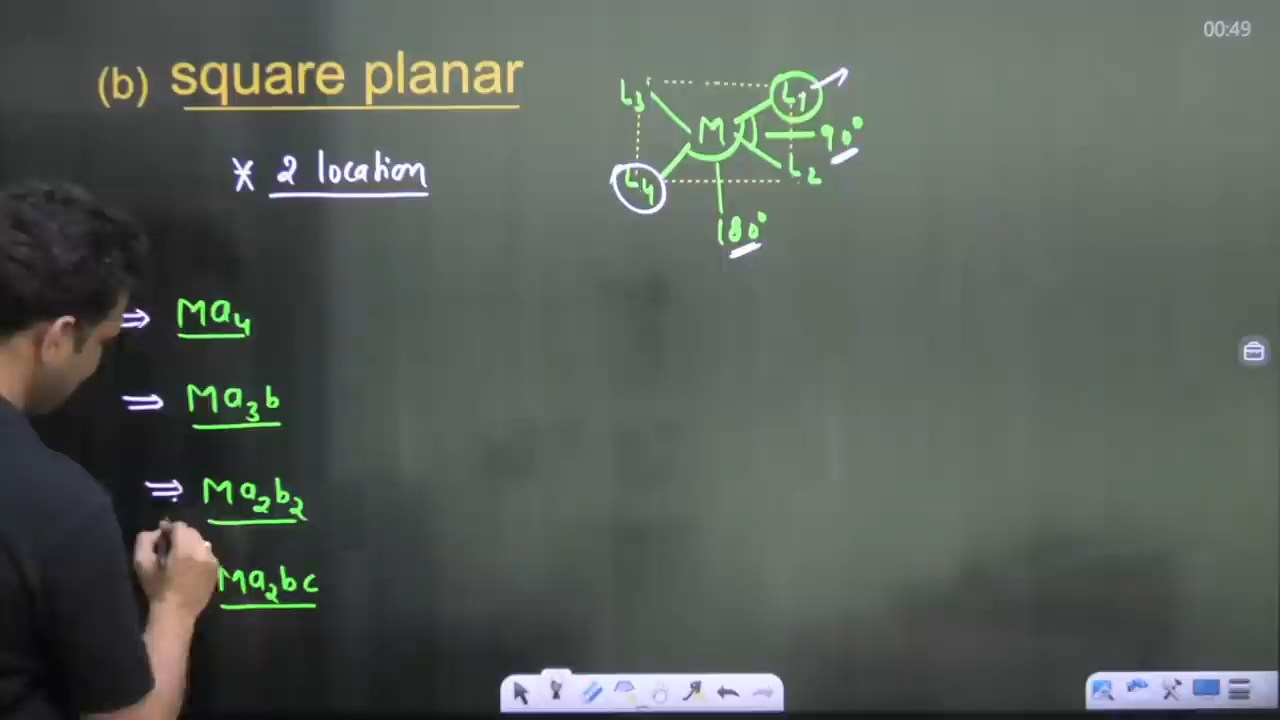 00:49
(b) square planar
* 2 location
L3 L1
M 90°
L4 L2
180°
⇒ Ma4
⇒ Ma3b
⇒ Ma2b2
Ma2bc